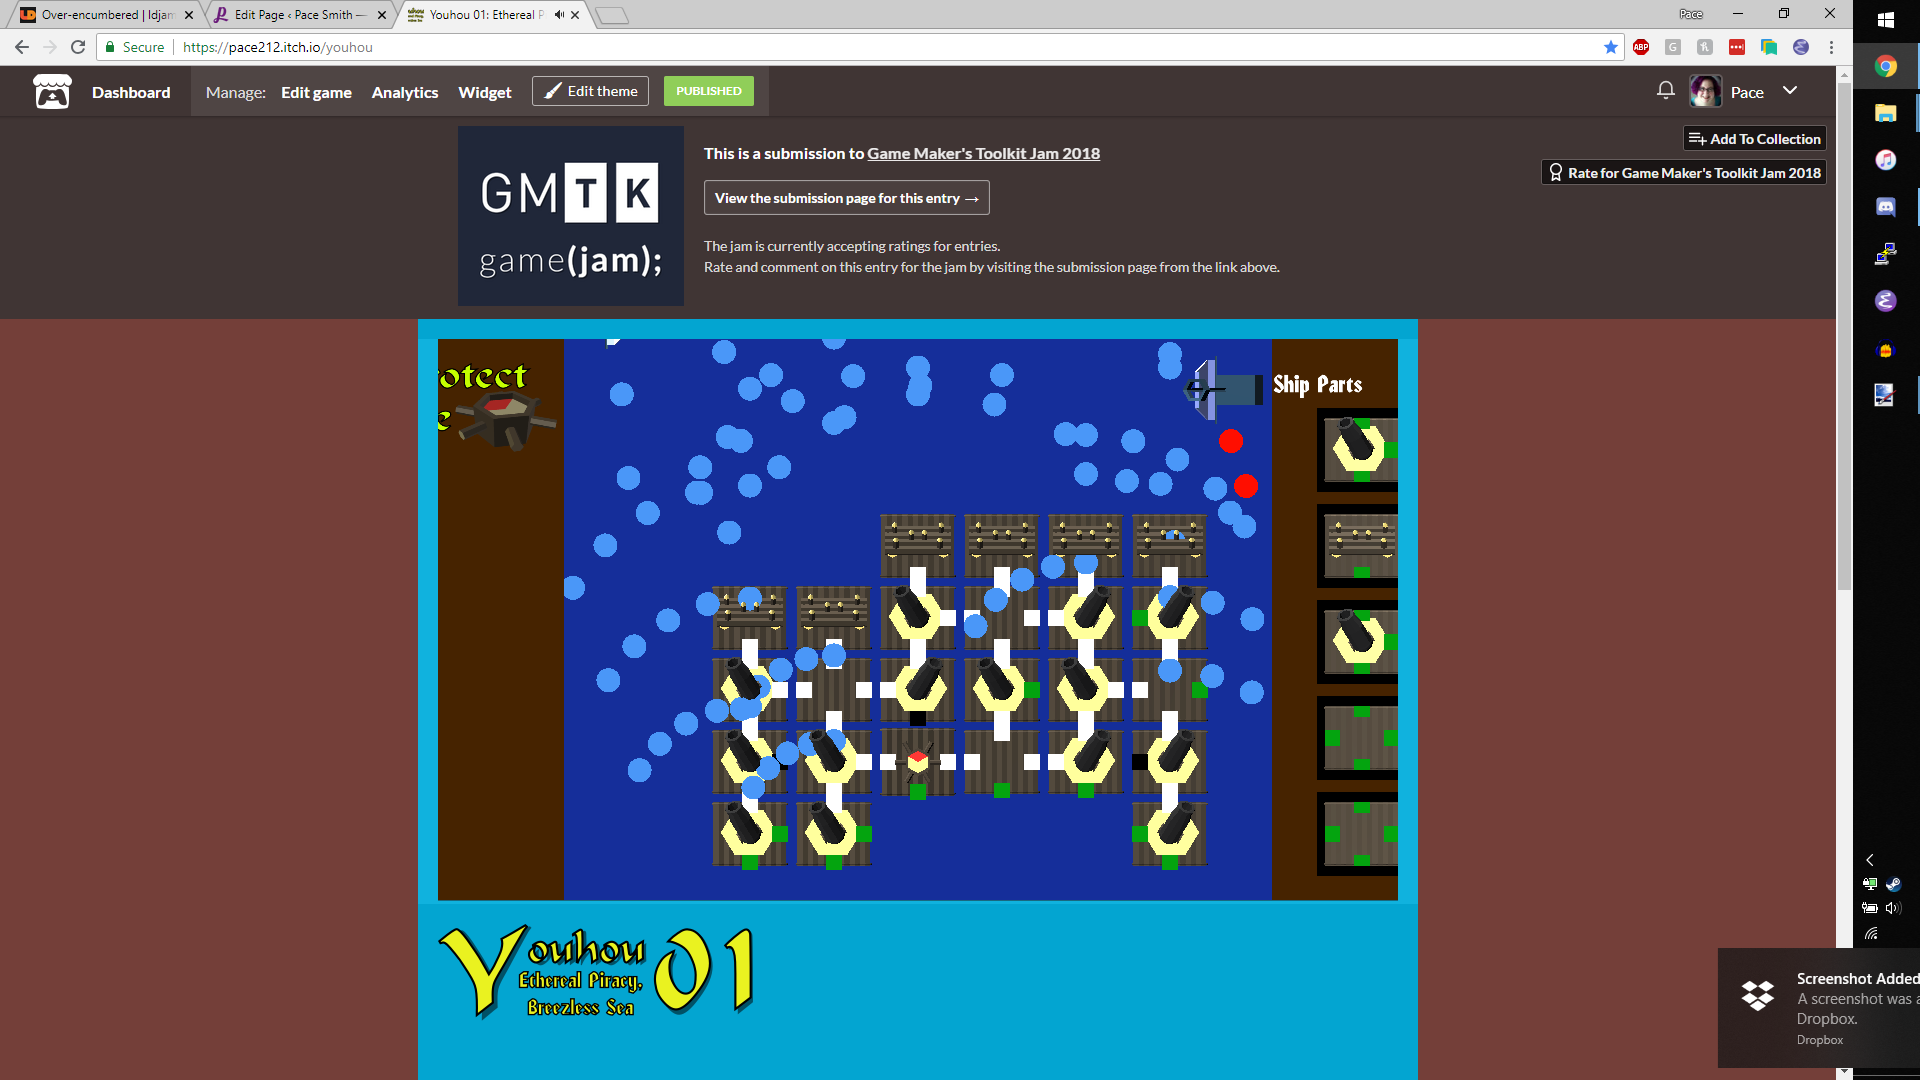 Over-encumbered | ldjam
Edit Page ‹ Pace Smith —
Youhou 01: Ethereal P
Pace
Secure
https://pace212.itch.io/youhou
ABP
Dashboard
Manage:
Edit game
Analytics
Widget
Edit theme
PUBLISHED
Pace
GMTK
game(jam);
This is a submission to Game Maker's Toolkit Jam 2018
View the submission page for this entry →
The jam is currently accepting ratings for entries.
Rate and comment on this entry for the jam by visiting the submission page from the link above.
Add To Collection
Rate for Game Maker's Toolkit Jam 2018
otect
e
Ship Parts
Youhou 01
Ethereal Piracy,
Breezless Sea
Screenshot Added
A screenshot was a
Dropbox.
Dropbox